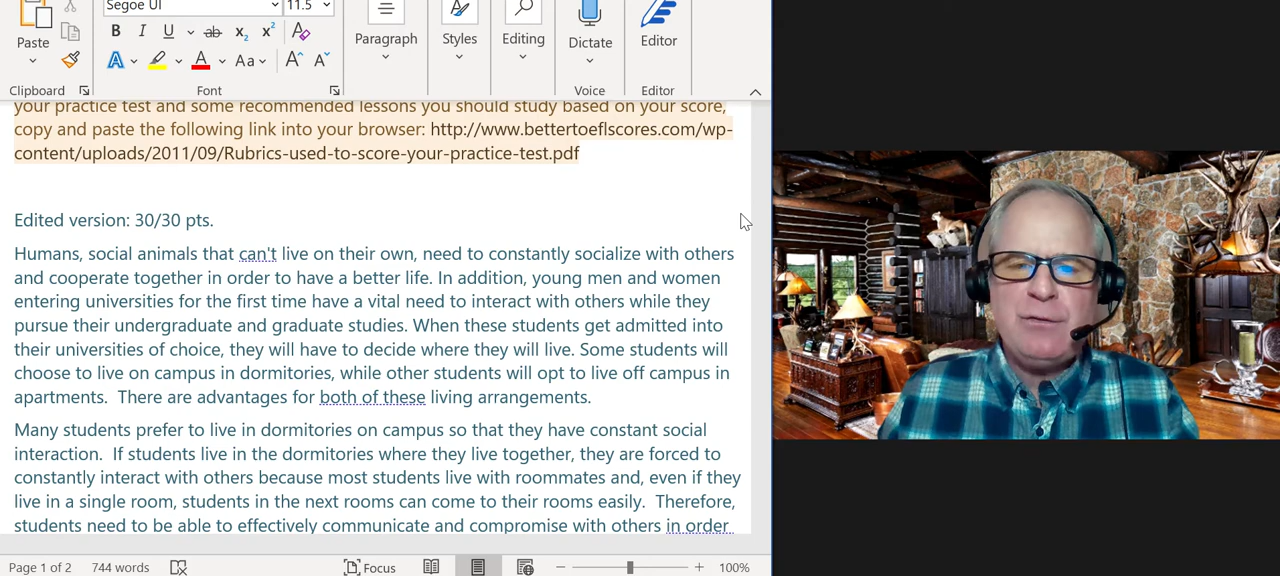 Segoe UI 11.5
Paste
B I U ab x2 x2 A
A A Aa A A
Paragraph
Styles
Editing
Dictate
Editor
Clipboard
Font
Voice
Editor
your practice test and some recommended lessons you should study based on your score,
copy and paste the following link into your browser: http://www.bettertoeflscores.com/wp-
content/uploads/2011/09/Rubrics-used-to-score-your-practice-test.pdf
Edited version: 30/30 pts.
Humans, social animals that can't live on their own, need to constantly socialize with others
and cooperate together in order to have a better life. In addition, young men and women
entering universities for the first time have a vital need to interact with others while they
pursue their undergraduate and graduate studies. When these students get admitted into
their universities of choice, they will have to decide where they will live. Some students will
choose to live on campus in dormitories, while other students will opt to live off campus in
apartments.  There are advantages for both of these living arrangements.
Many students prefer to live in dormitories on campus so that they have constant social
interaction.  If students live in the dormitories where they live together, they are forced to
constantly interact with others because most students live with roommates and, even if they
live in a single room, students in the next rooms can come to their rooms easily.  Therefore,
students need to be able to effectively communicate and compromise with others in order
Page 1 of 2 744 words Focus 100%